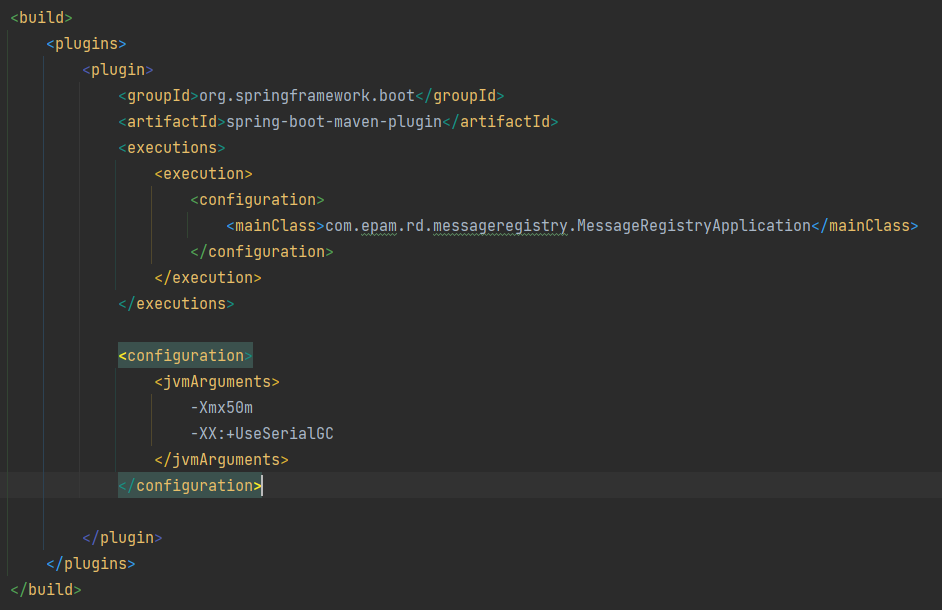 <build>
<plugins>
<plugin>
<groupId>org.springframework.boot</groupId>
<artifactId>spring-boot-maven-plugin</artifactId>
<executions>
<execution>
<configuration>
<mainClass>com.epam.rd.messageregistry.MessageRegistryApplication</mainClass>
</configuration>
</execution>
</executions>
<configuration>
<jvmArguments>
-Xmx50m
-XX:+UseSerialGC
</jvmArguments>
</configuration>
</plugin>
</plugins>
</build>